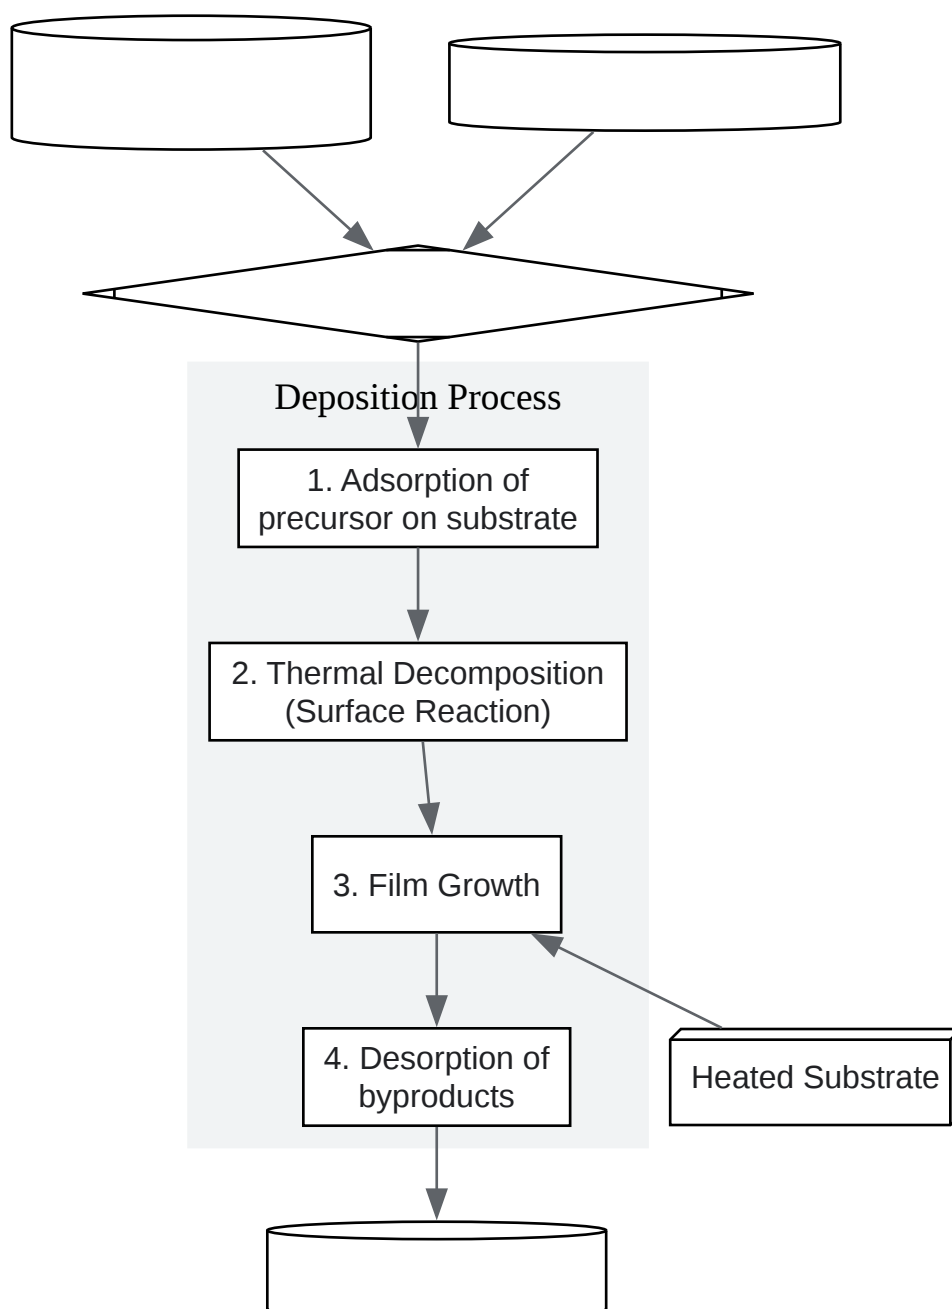 Deposition Process
1. Adsorption of
precursor on substrate
2. Thermal Decomposition
(Surface Reaction)
3. Film Growth
4. Desorption of
byproducts
Heated Substrate